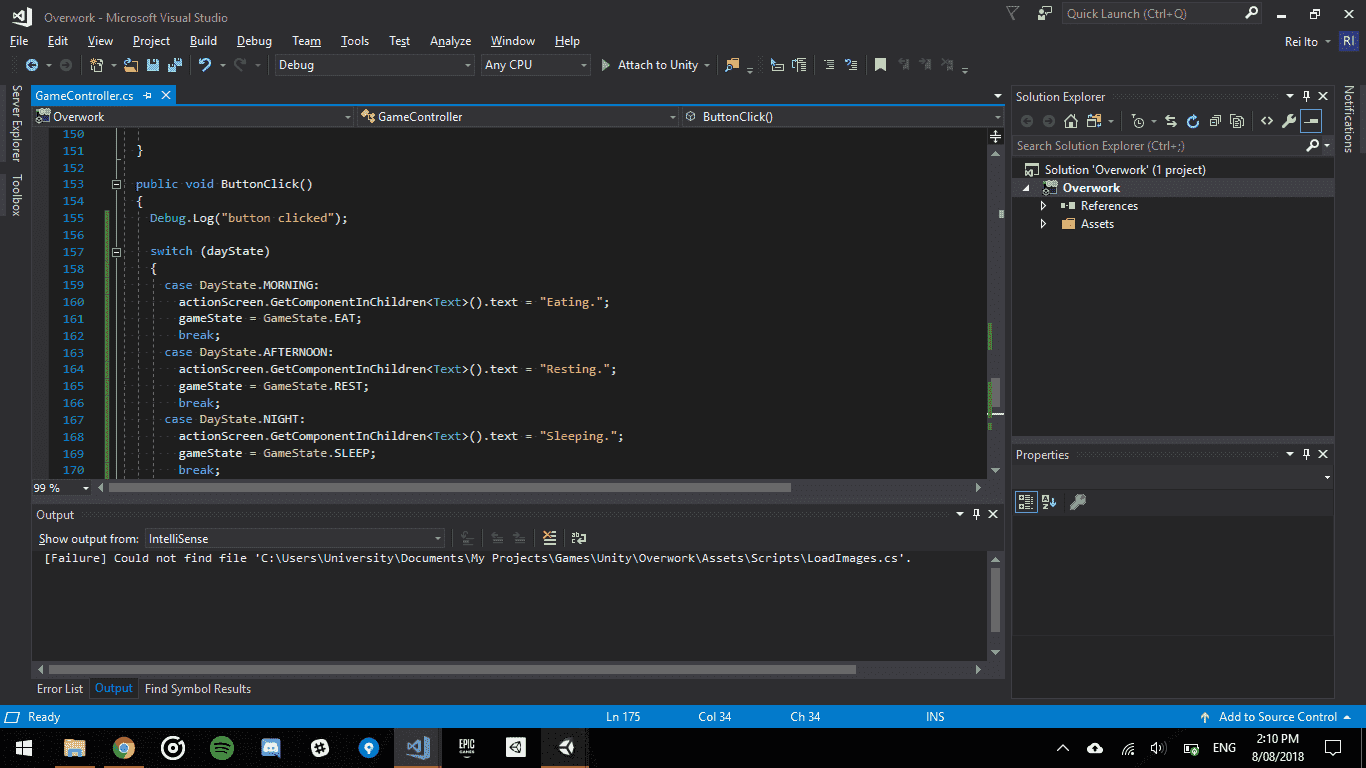 Overwork - Microsoft Visual Studio
Quick Launch (Ctrl+Q)
File Edit View Project Build Debug Team Tools Test Analyze Window Help
Rei Ito RI
Debug Any CPU Attach to Unity
Server Explorer
Toolbox
GameController.cs
Overwork GameController ButtonClick()
150
151 }
152
153 public void ButtonClick()
154 {
155 Debug.Log("button clicked");
156
157 switch (dayState)
158 {
159 case DayState.MORNING:
160 actionScreen.GetComponentInChildren<Text>().text = "Eating.";
161 gameState = GameState.EAT;
162 break;
163 case DayState.AFTERNOON:
164 actionScreen.GetComponentInChildren<Text>().text = "Resting.";
165 gameState = GameState.REST;
166 break;
167 case DayState.NIGHT:
168 actionScreen.GetComponentInChildren<Text>().text = "Sleeping.";
169 gameState = GameState.SLEEP;
170 break;
99 %
Output
Show output from: IntelliSense
[Failure] Could not find file 'C:\Users\University\Documents\My Projects\Games\Unity\Overwork\Assets\Scripts\LoadImages.cs'.
Error List Output Find Symbol Results
Solution Explorer
Search Solution Explorer (Ctrl+;)
Solution 'Overwork' (1 project)
Overwork
References
Assets
Properties
Notifications
Ready Ln 175 Col 34 Ch 34 INS Add to Source Control
EPIC GAMES
ENG
2:10 PM
8/08/2018